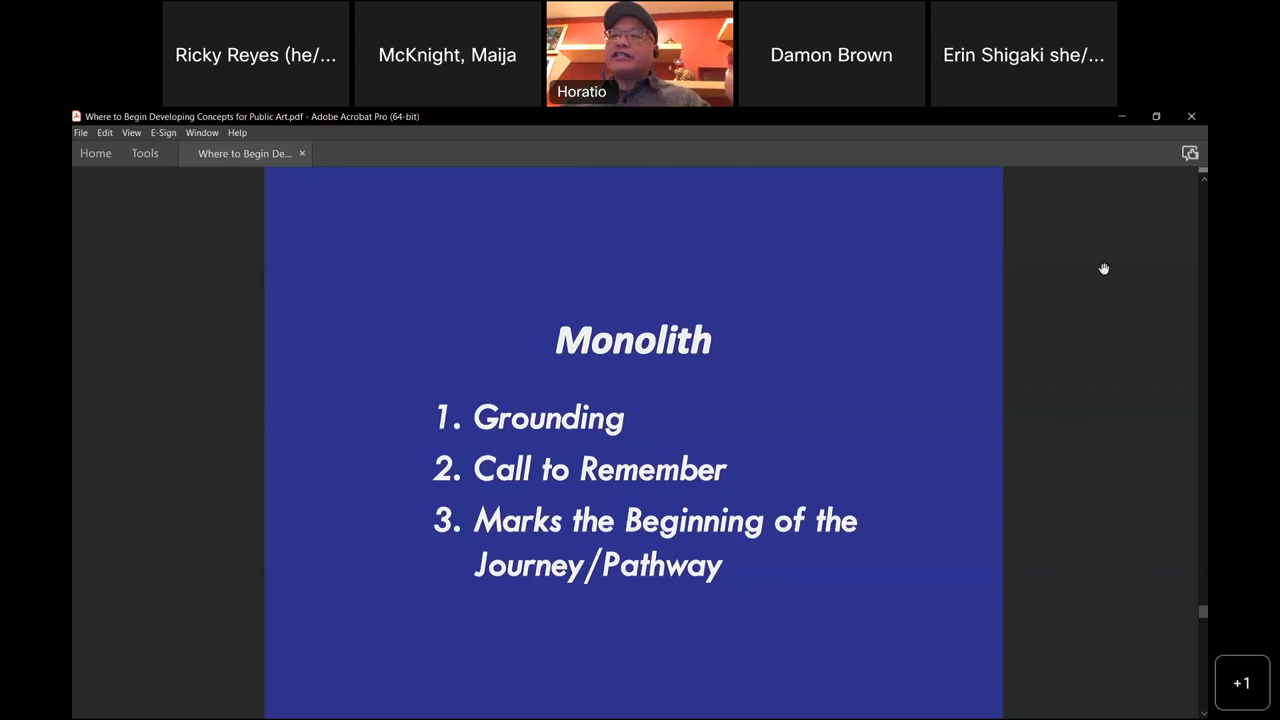 Ricky Reyes (he/...
McKnight, Maija
Horatio
Damon Brown
Erin Shigaki she/...
Where to Begin Developing Concepts for Public Art.pdf - Adobe Acrobat Pro (64-bit)
File Edit View E-Sign Window Help
Home Tools Where to Begin De... ×
Monolith
1. Grounding
2. Call to Remember
3. Marks the Beginning of the
Journey/Pathway
+1